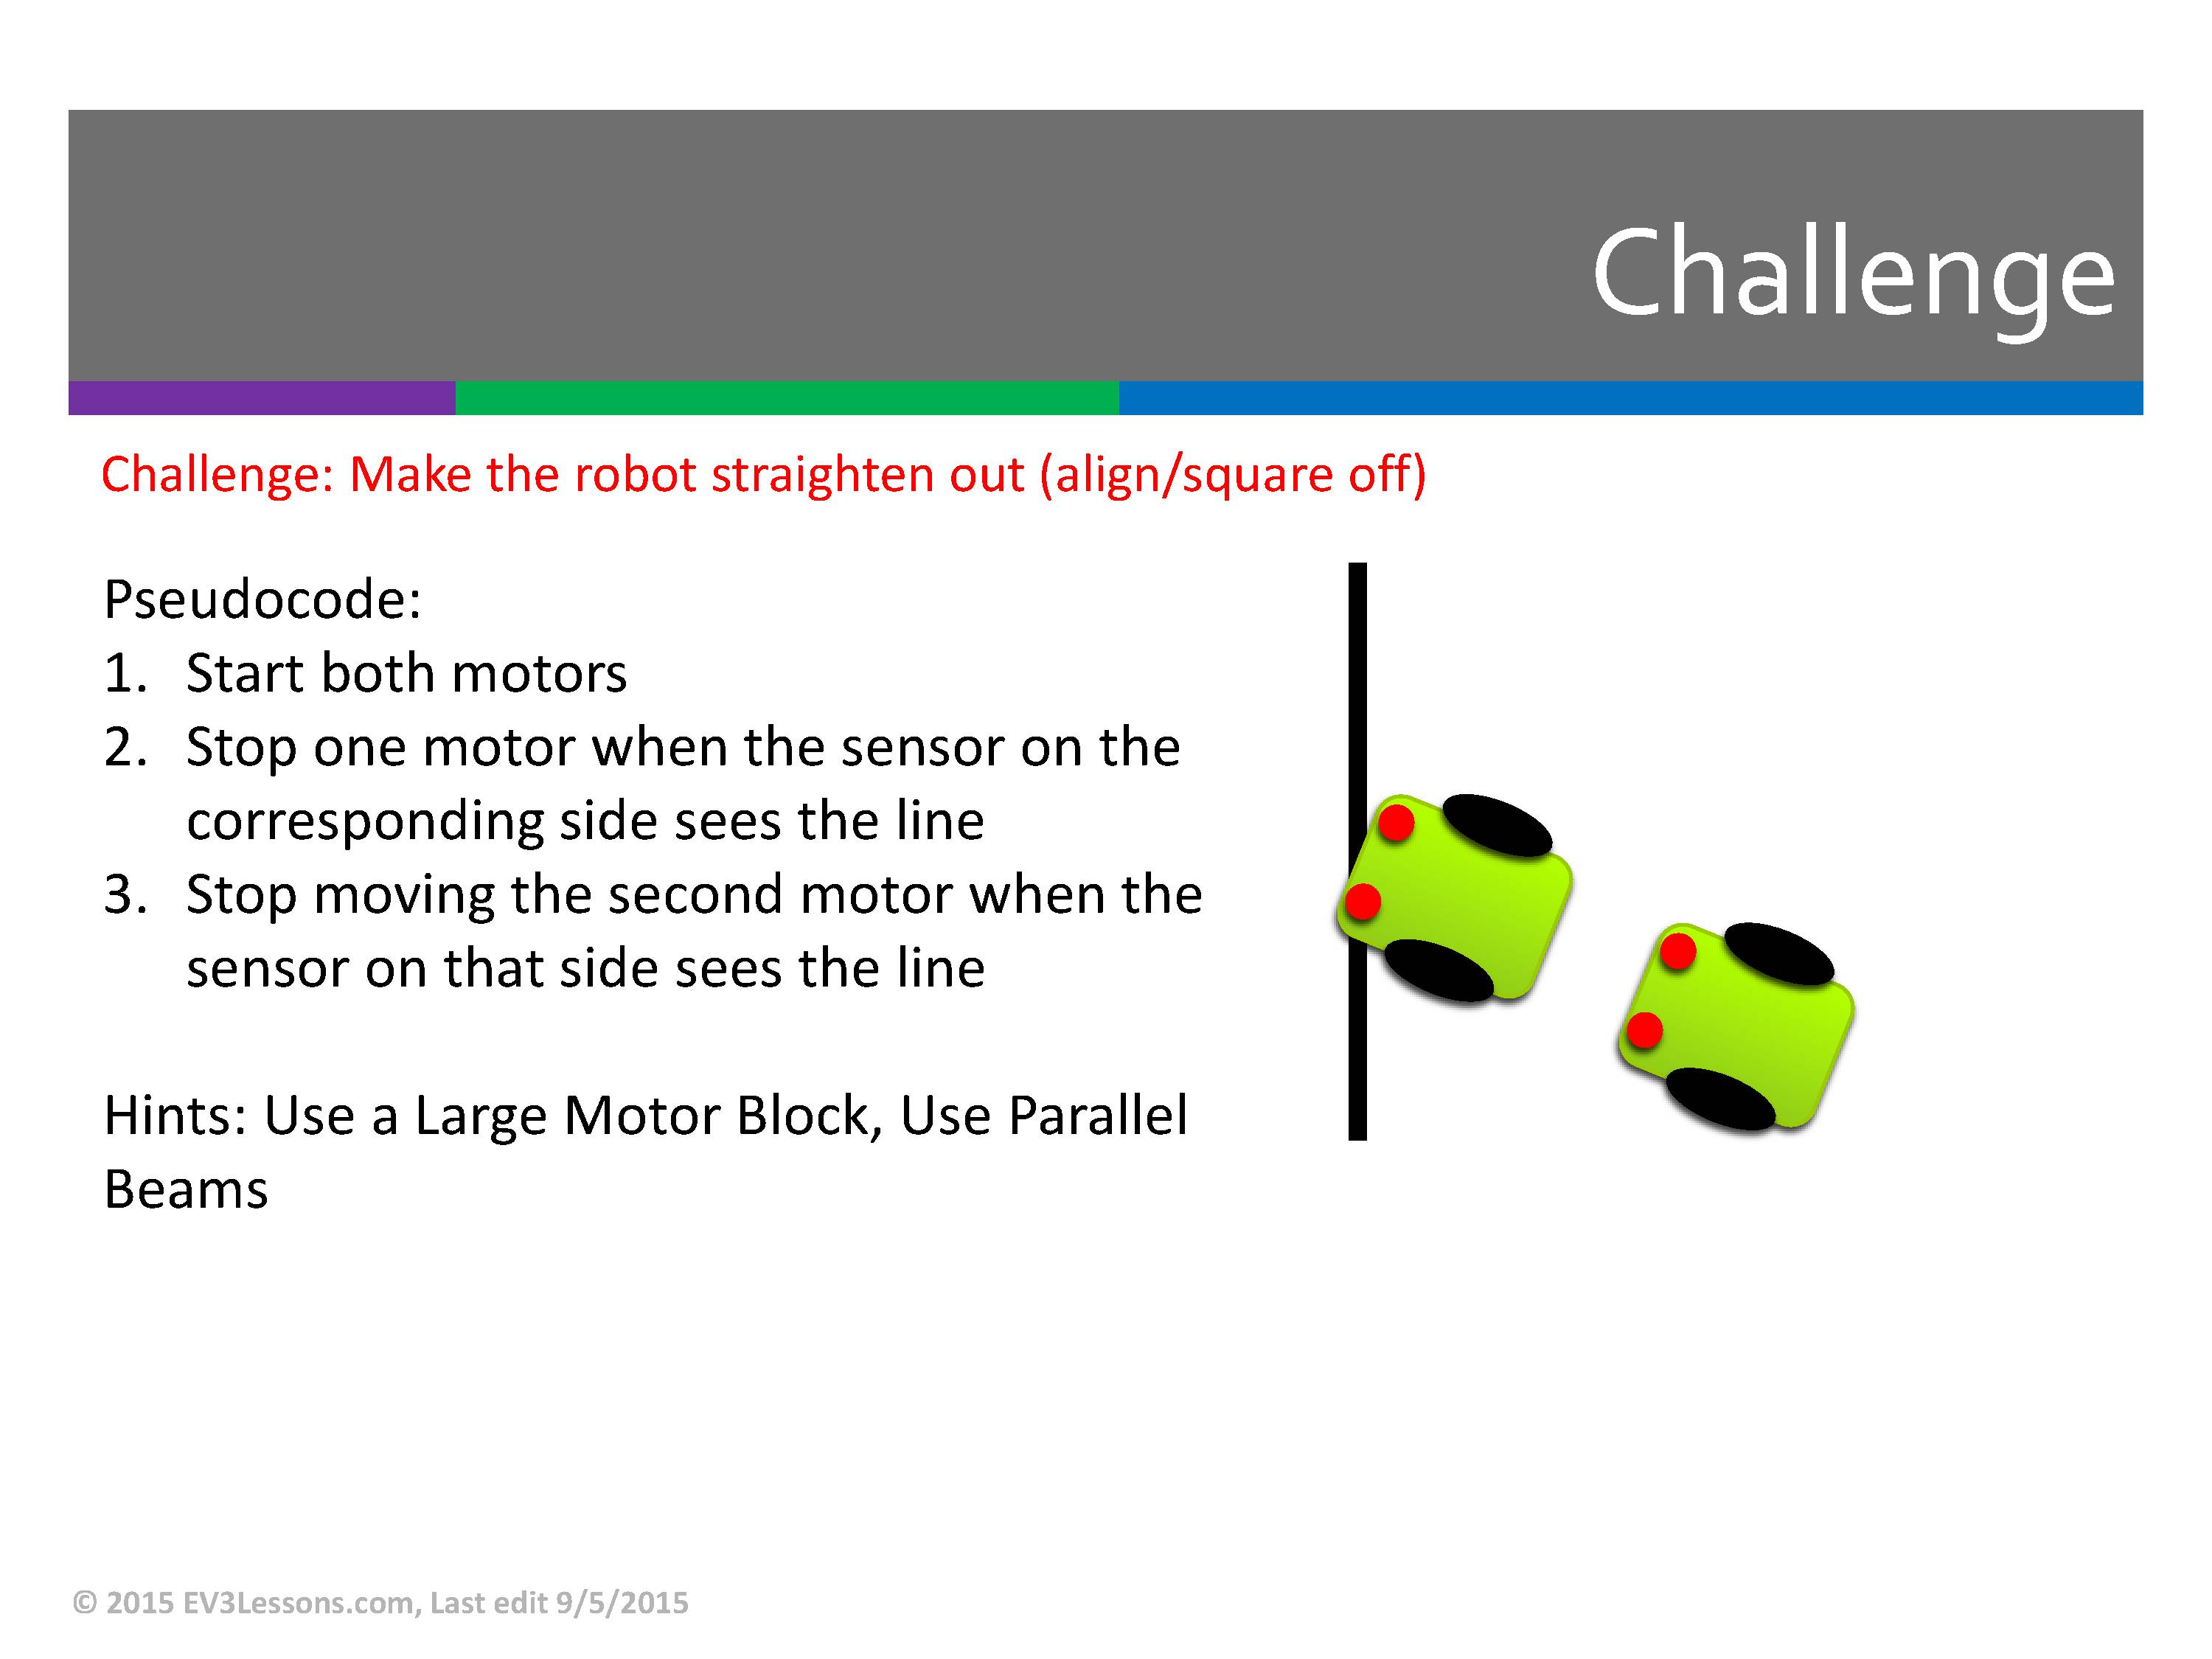 Challenge
Challenge: Make the robot straighten out (align/square off)
Pseudocode:
1. Start both motors
2. Stop one motor when the sensor on the
corresponding side sees the line
3. Stop moving the second motor when the
sensor on that side sees the line
Hints: Use a Large Motor Block, Use Parallel
Beams
© 2015 EV3Lessons.com, Last edit 9/5/2015